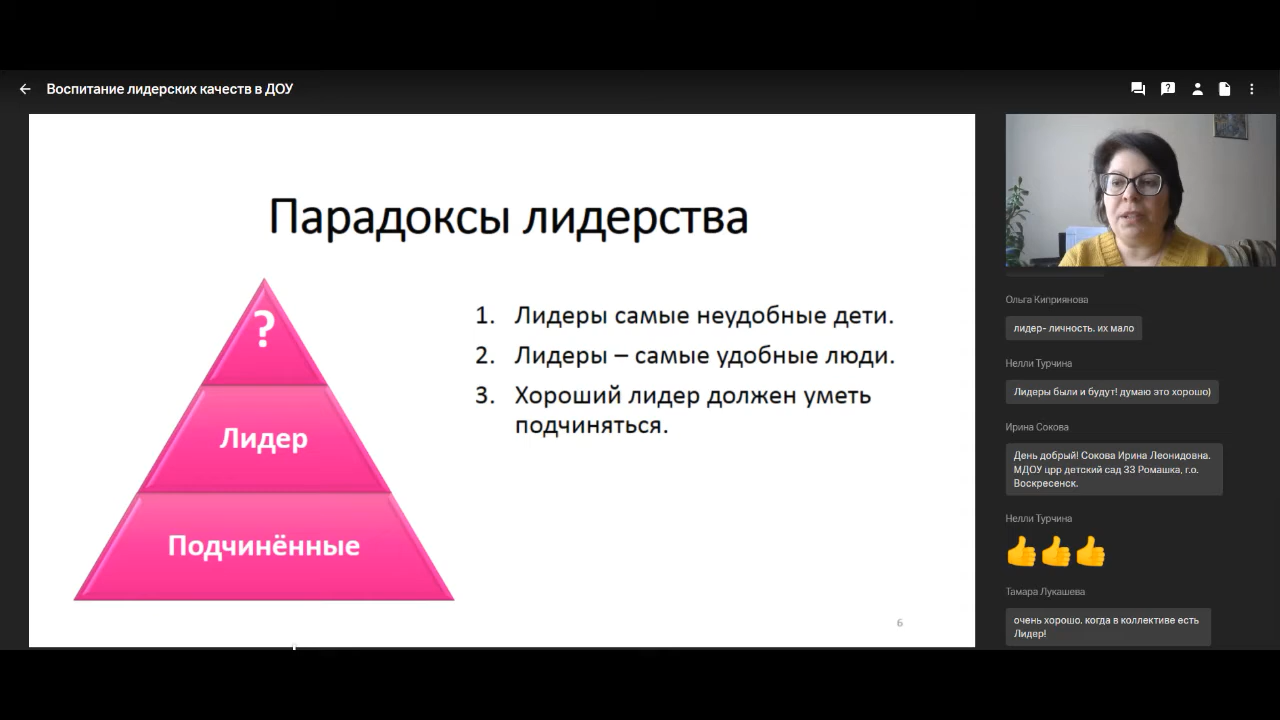 Воспитание лидерских качеств в ДОУ
Парадоксы лидерства
?
Лидер
Подчинённые
1. Лидеры самые неудобные дети.
2. Лидеры – самые удобные люди.
3. Хороший лидер должен уметь
подчиняться.
6
Ольга Киприянова
лидер- личность. их мало
Нелли Турчина
Лидеры были и будут! думаю это хорошо)
Ирина Сокова
День добрый! Сокова Ирина Леонидовна.
МДОУ црр детский сад 33 Ромашка, г.о.
Воскресенск.
Нелли Турчина
👍👍👍
Тамара Лукашева
очень хорошо. когда в коллективе есть
Лидер!